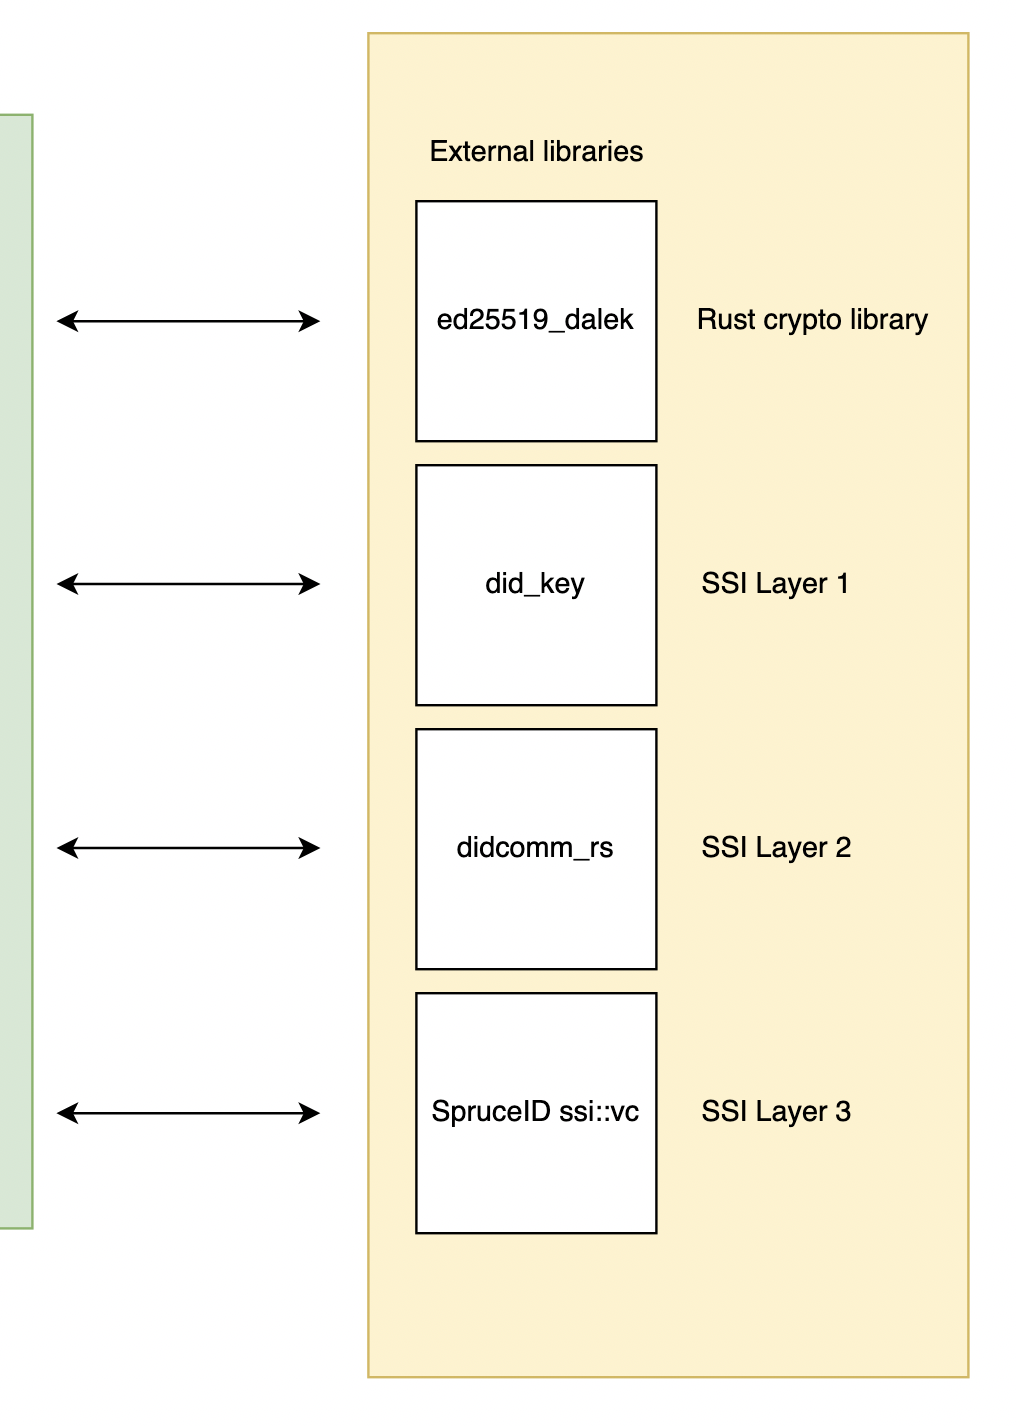 External libraries
ed25519_dalek
Rust crypto library
did_key
SSI Layer 1
didcomm_rs
SSI Layer 2
SpruceID ssi::vc
SSI Layer 3